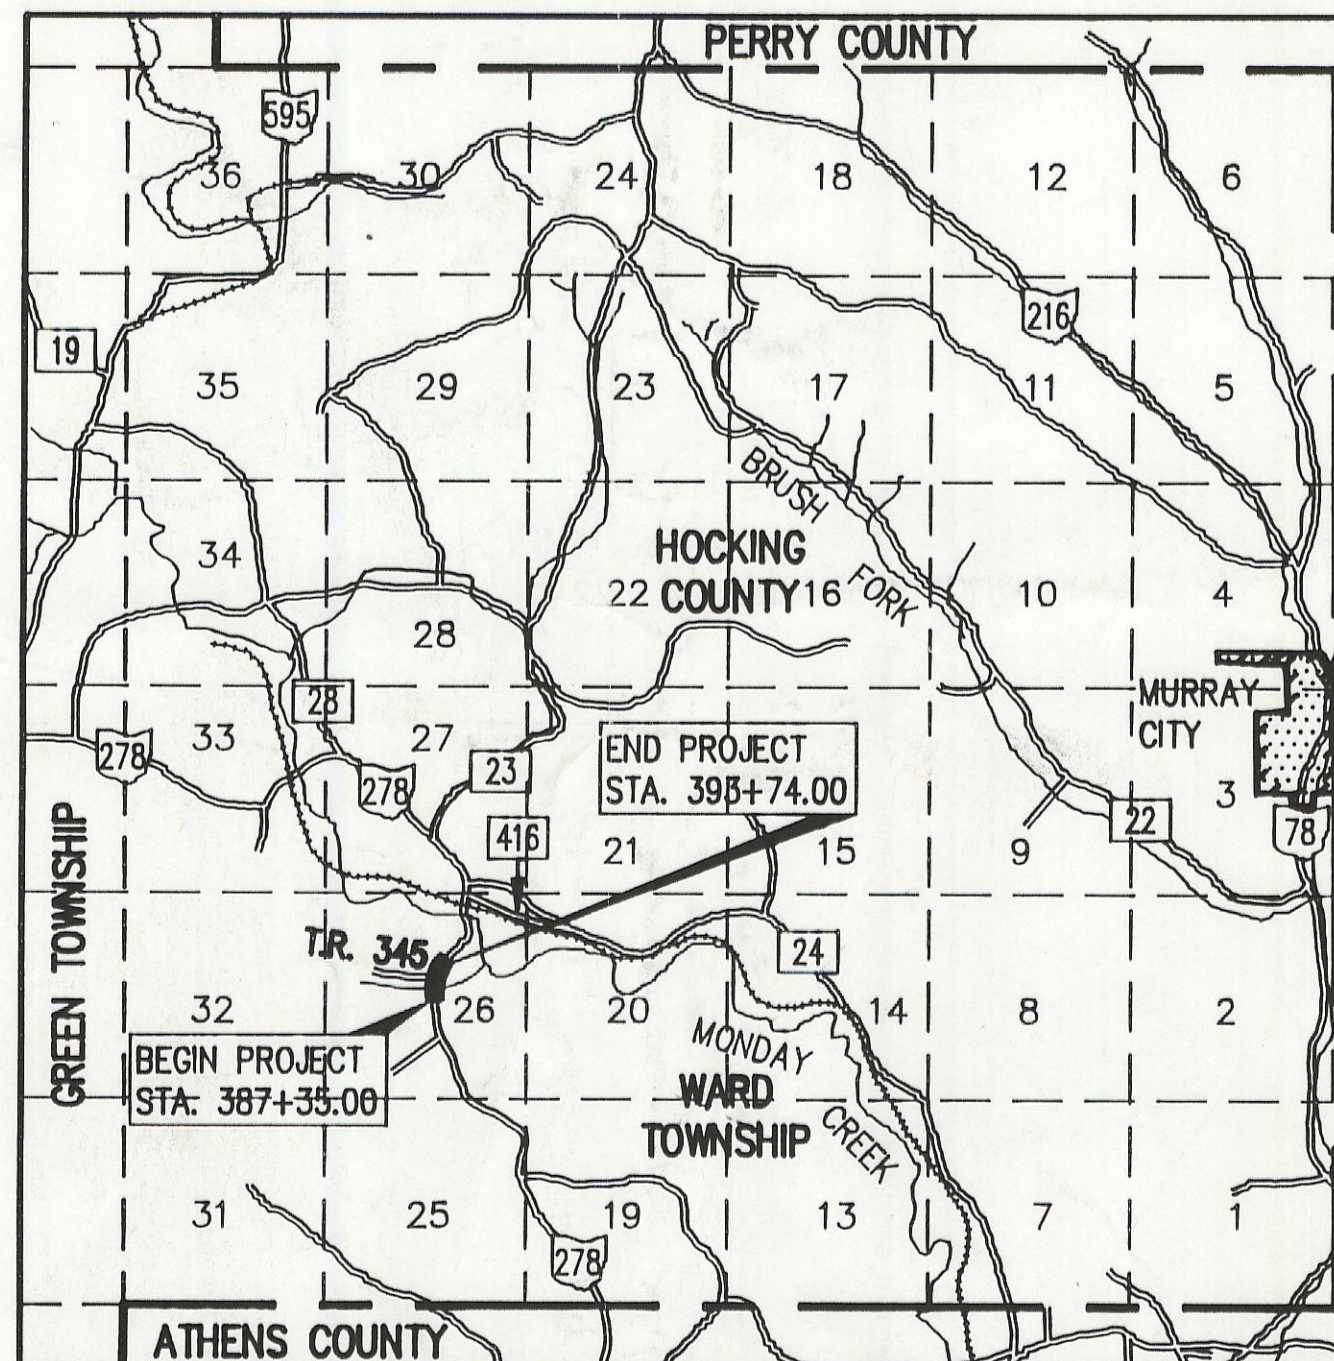 PERRY COUNTY
595
36
30
24
18
12
6
19
216
35
29
23
17
11
5
BRUSH
FORK
34
HOCKING
COUNTY
22
16
10
4
28
MURRAY
CITY
28
33
27
278
278
23
END PROJECT
STA. 393+74.00
3
416
21
15
9
22
78
GREEN TOWNSHIP
T.R. 345
24
32
26
20
14
8
2
BEGIN PROJECT
STA. 387+35.00
MONDAY
CREEK
WARD
TOWNSHIP
31
25
19
13
7
1
278
ATHENS COUNTY